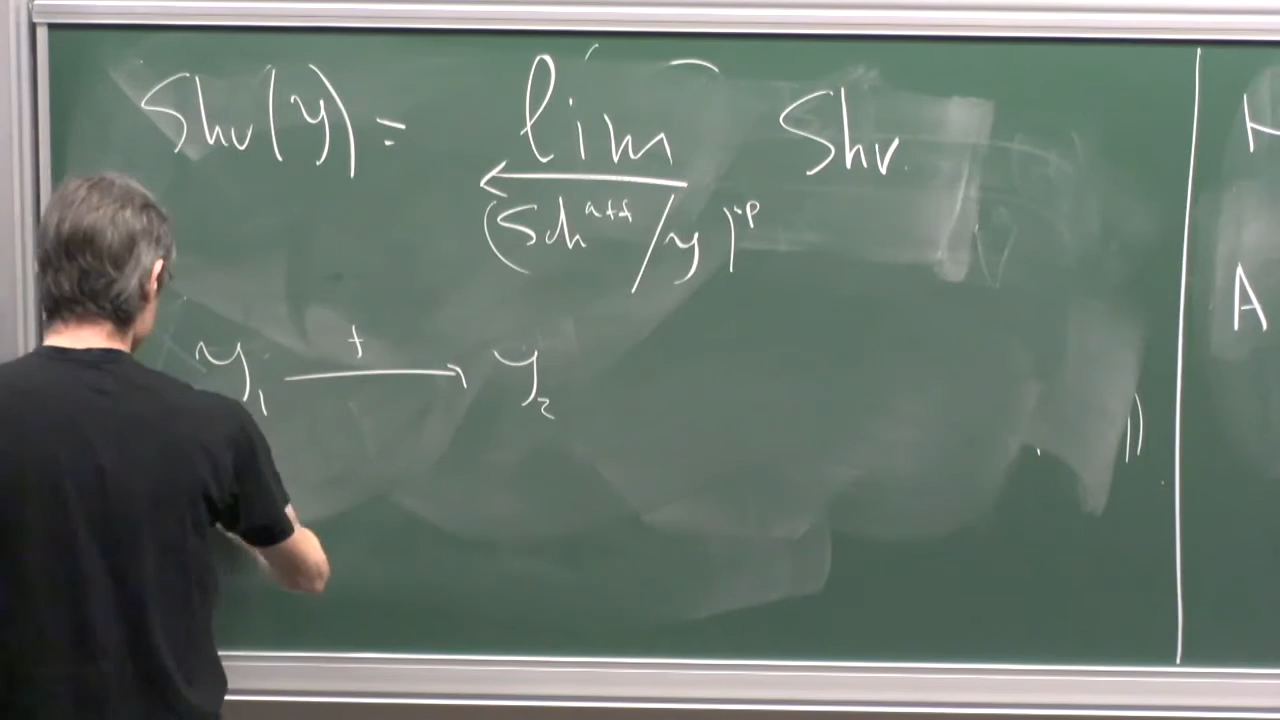 Shv(y) = lim Shv
←
(Sch^aff/y)^op
y₁ —f→ y₂
A